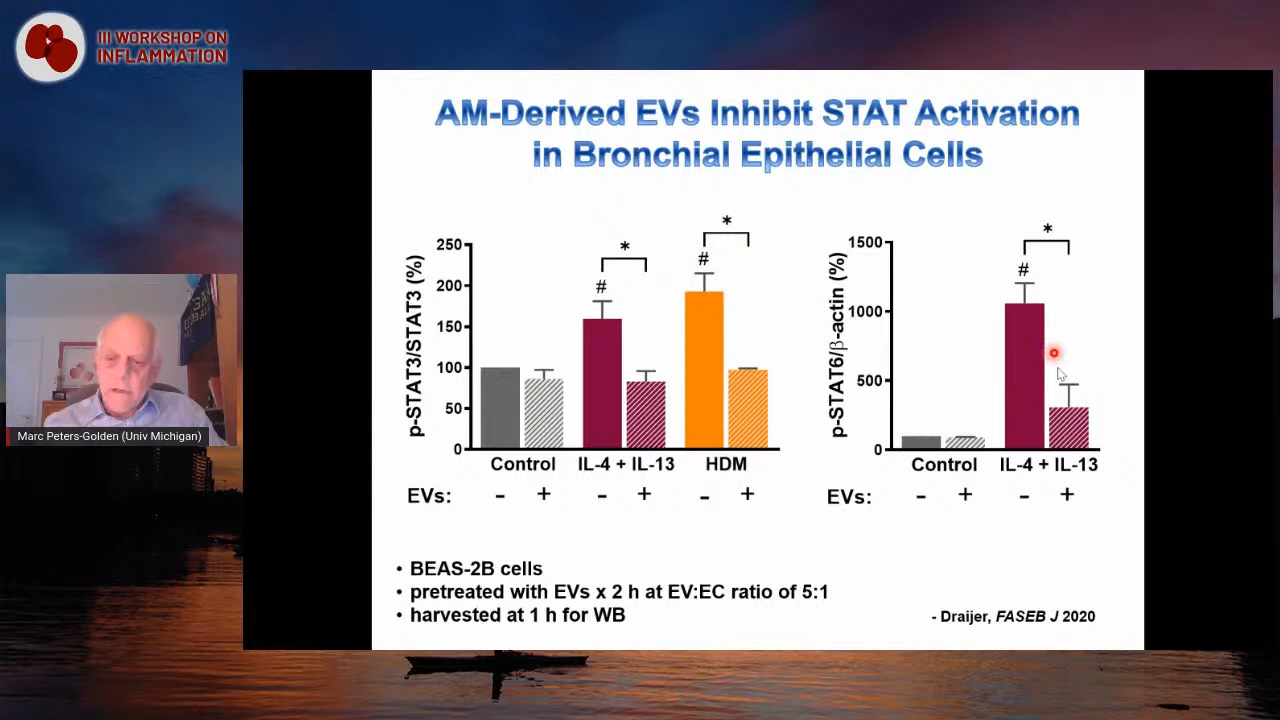 III WORKSHOP ON
INFLAMMATION
AM-Derived EVs Inhibit STAT Activation
in Bronchial Epithelial Cells
p-STAT3/STAT3 (%)
250
200
150
100
50
0
#
*
#
*
Control
IL-4 + IL-13
HDM
EVs:
-
+
-
+
-
+
p-STAT6/β-actin (%)
1500
1000
500
0
#
*
Control
IL-4 + IL-13
EVs:
-
+
-
+
• BEAS-2B cells
• pretreated with EVs x 2 h at EV:EC ratio of 5:1
• harvested at 1 h for WB
- Draijer, FASEB J 2020
Marc Peters-Golden (Univ Michigan)